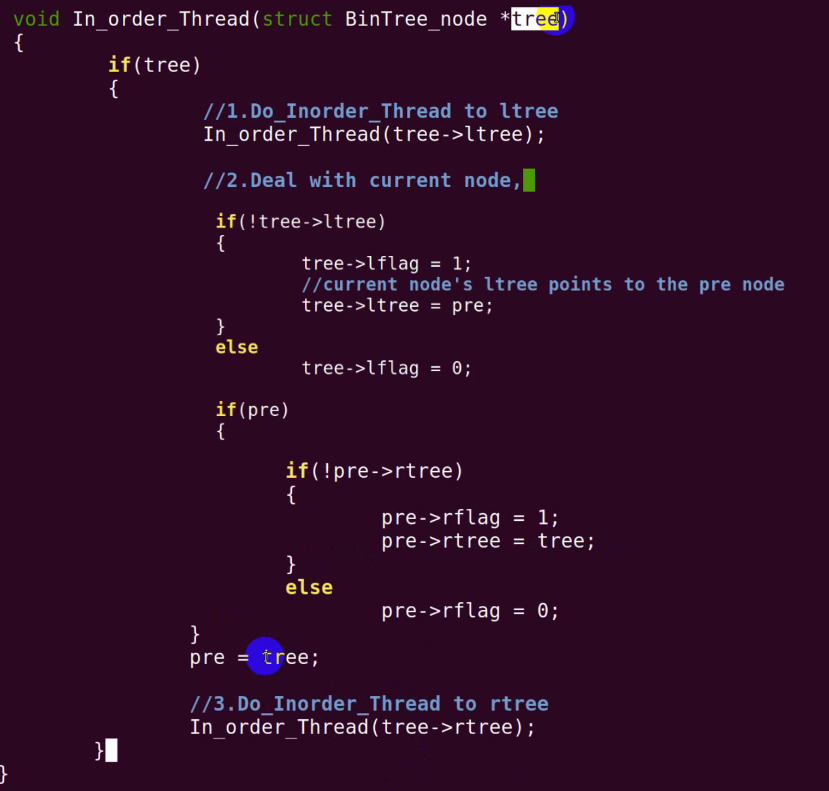 void In_order_Thread(struct BinTree_node *tree)
{
if(tree)
{
//1.Do_Inorder_Thread to ltree
In_order_Thread(tree->ltree);
//2.Deal with current node,
if(!tree->ltree)
{
tree->lflag = 1;
//current node's ltree points to the pre node
tree->ltree = pre;
}
else
tree->lflag = 0;
if(pre)
{
if(!pre->rtree)
{
pre->rflag = 1;
pre->rtree = tree;
}
else
pre->rflag = 0;
}
pre = tree;
//3.Do_Inorder_Thread to rtree
In_order_Thread(tree->rtree);
}
}